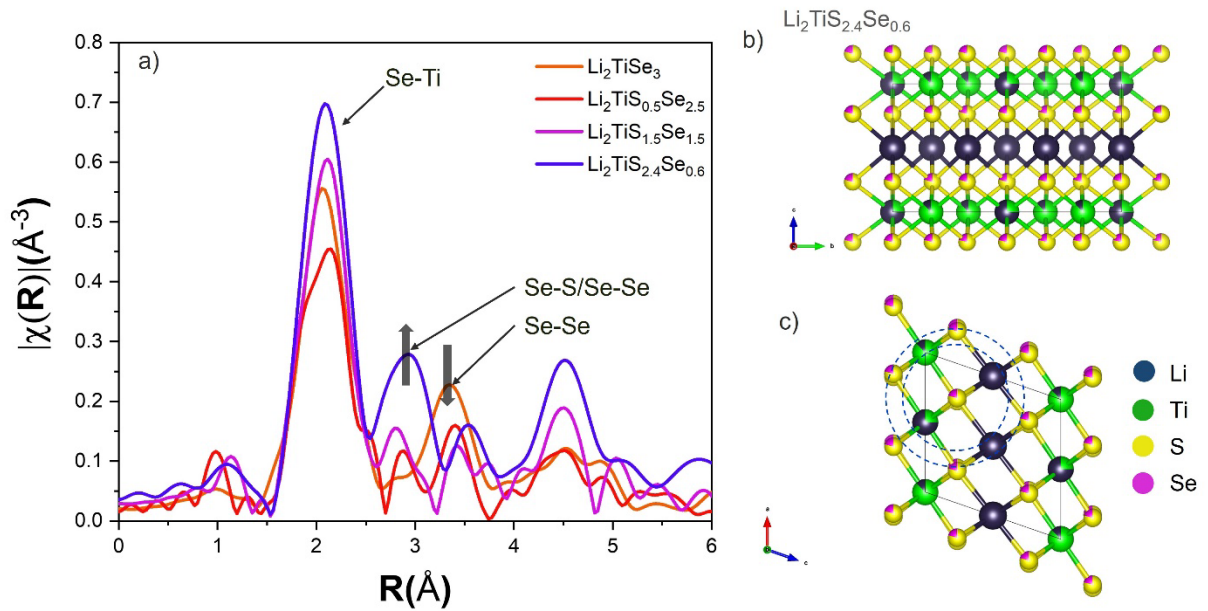 a)
Se-Ti
Li₂TiSe₃
Li₂TiS₀.₅Se₂.₅
Li₂TiS₁.₅Se₁.₅
Li₂TiS₂.₄Se₀.₆
Se-S/Se-Se
Se-Se
0.8
0.7
0.6
0.5
0.4
0.3
0.2
0.1
0.0
|χ(R)|(Å⁻³)
0 1 2 3 4 5 6
R(Å)
Li₂TiS₂.₄Se₀.₆
b)
c
b
c)
Li
Ti
S
Se
a
c